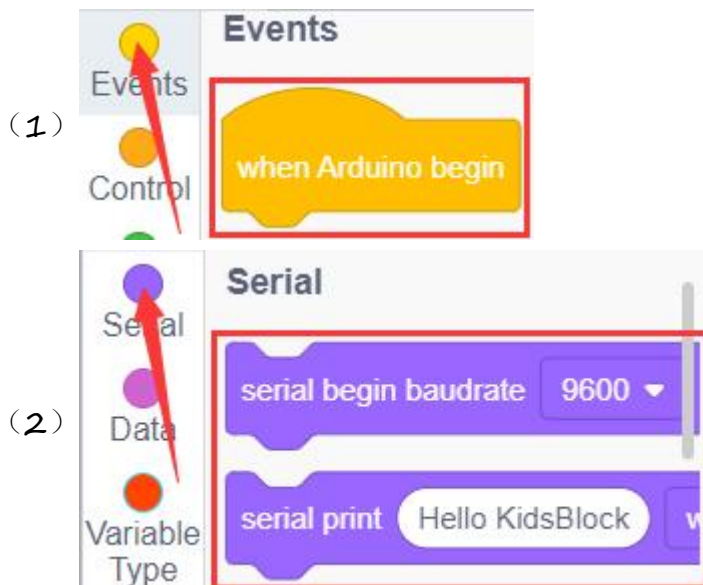 Events
Events
(1)
when Arduino begin
Control
Serial
Serial
serial begin baudrate 9600
(2)
Data
serial print Hello KidsBlock w
Variable
Type